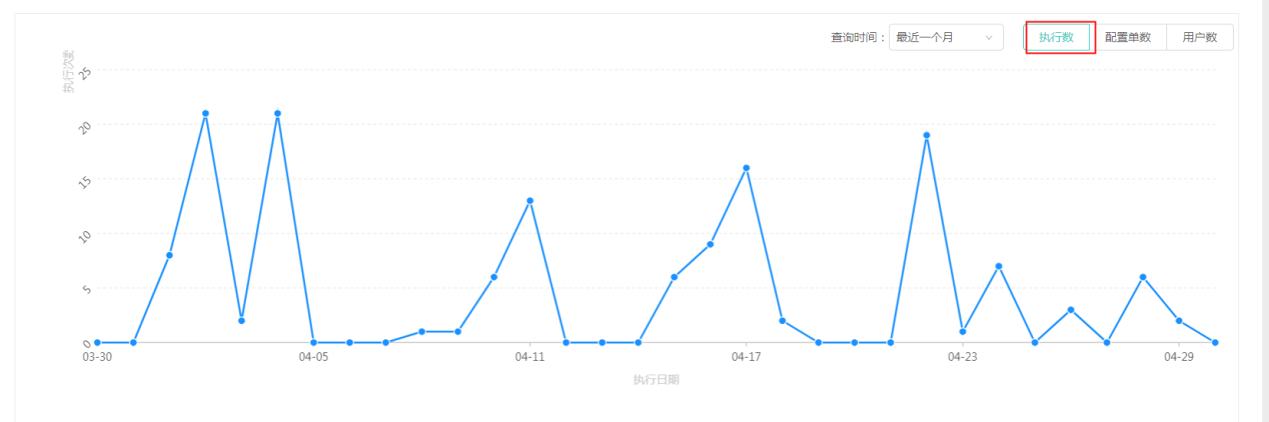 查询时间：
最近一个月
执行数
配置单数
用户数
执行次数
25
20
15
10
5
0
03-30
04-05
04-11
04-17
04-23
04-29
执行日期